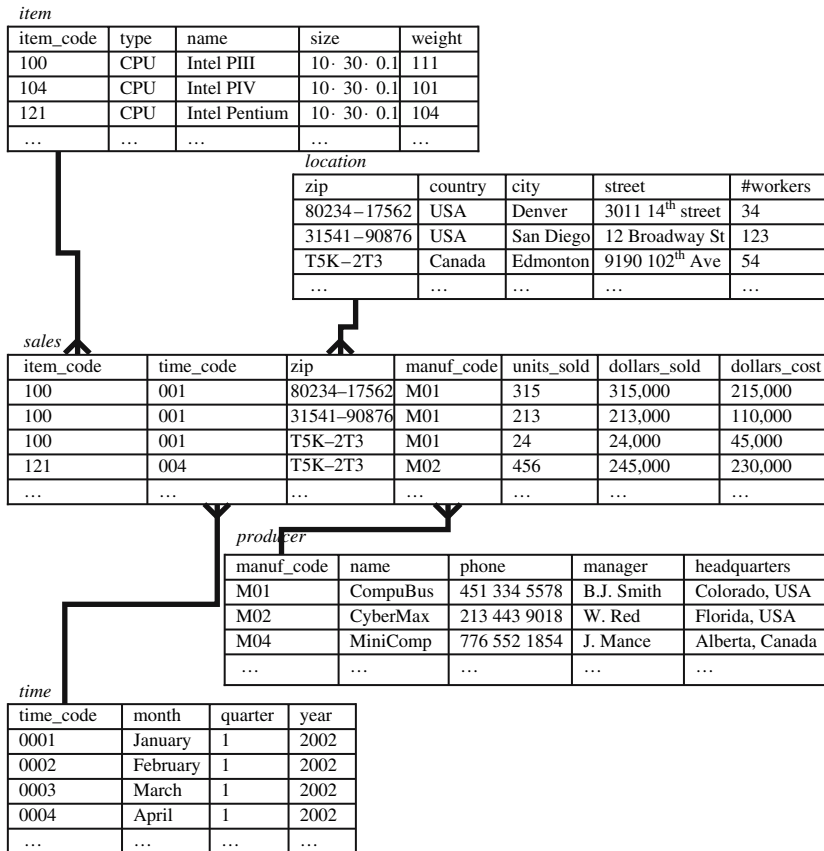 item
item_code type name size weight
100 CPU Intel PIII 10· 30· 0.1 111
104 CPU Intel PIV 10· 30· 0.1 101
121 CPU Intel Pentium 10· 30· 0.1 104
… … … … …
location
zip country city street #workers
80234–17562 USA Denver 3011 14th street 34
31541–90876 USA San Diego 12 Broadway St 123
T5K–2T3 Canada Edmonton 9190 102th Ave 54
… … … … …
sales
item_code time_code zip manuf_code units_sold dollars_sold dollars_cost
100 001 80234–17562 M01 315 315,000 215,000
100 001 31541–90876 M01 213 213,000 110,000
100 001 T5K–2T3 M01 24 24,000 45,000
121 004 T5K–2T3 M02 456 245,000 230,000
… … … … … … …
producer
manuf_code name phone manager headquarters
M01 CompuBus 451 334 5578 B.J. Smith Colorado, USA
M02 CyberMax 213 443 9018 W. Red Florida, USA
M04 MiniComp 776 552 1854 J. Mance Alberta, Canada
… … … … …
time
time_code month quarter year
0001 January 1 2002
0002 February 1 2002
0003 March 1 2002
0004 April 1 2002
… … … …